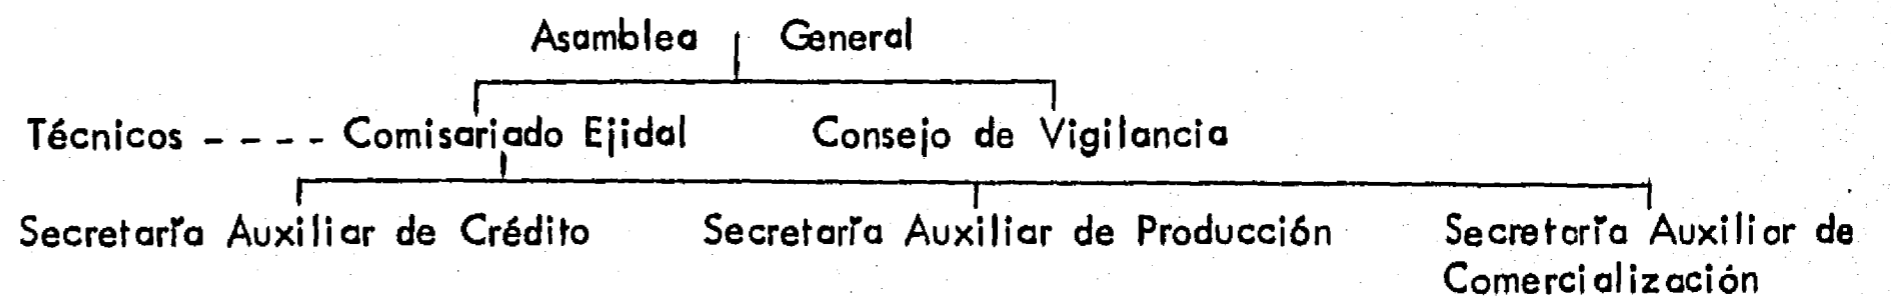 Asamblea General
Técnicos - - - - Comisariado Ejidal Consejo de Vigilancia
Secretaría Auxiliar de Crédito Secretaría Auxiliar de Producción Secretaría Auxiliar de
Comercialización